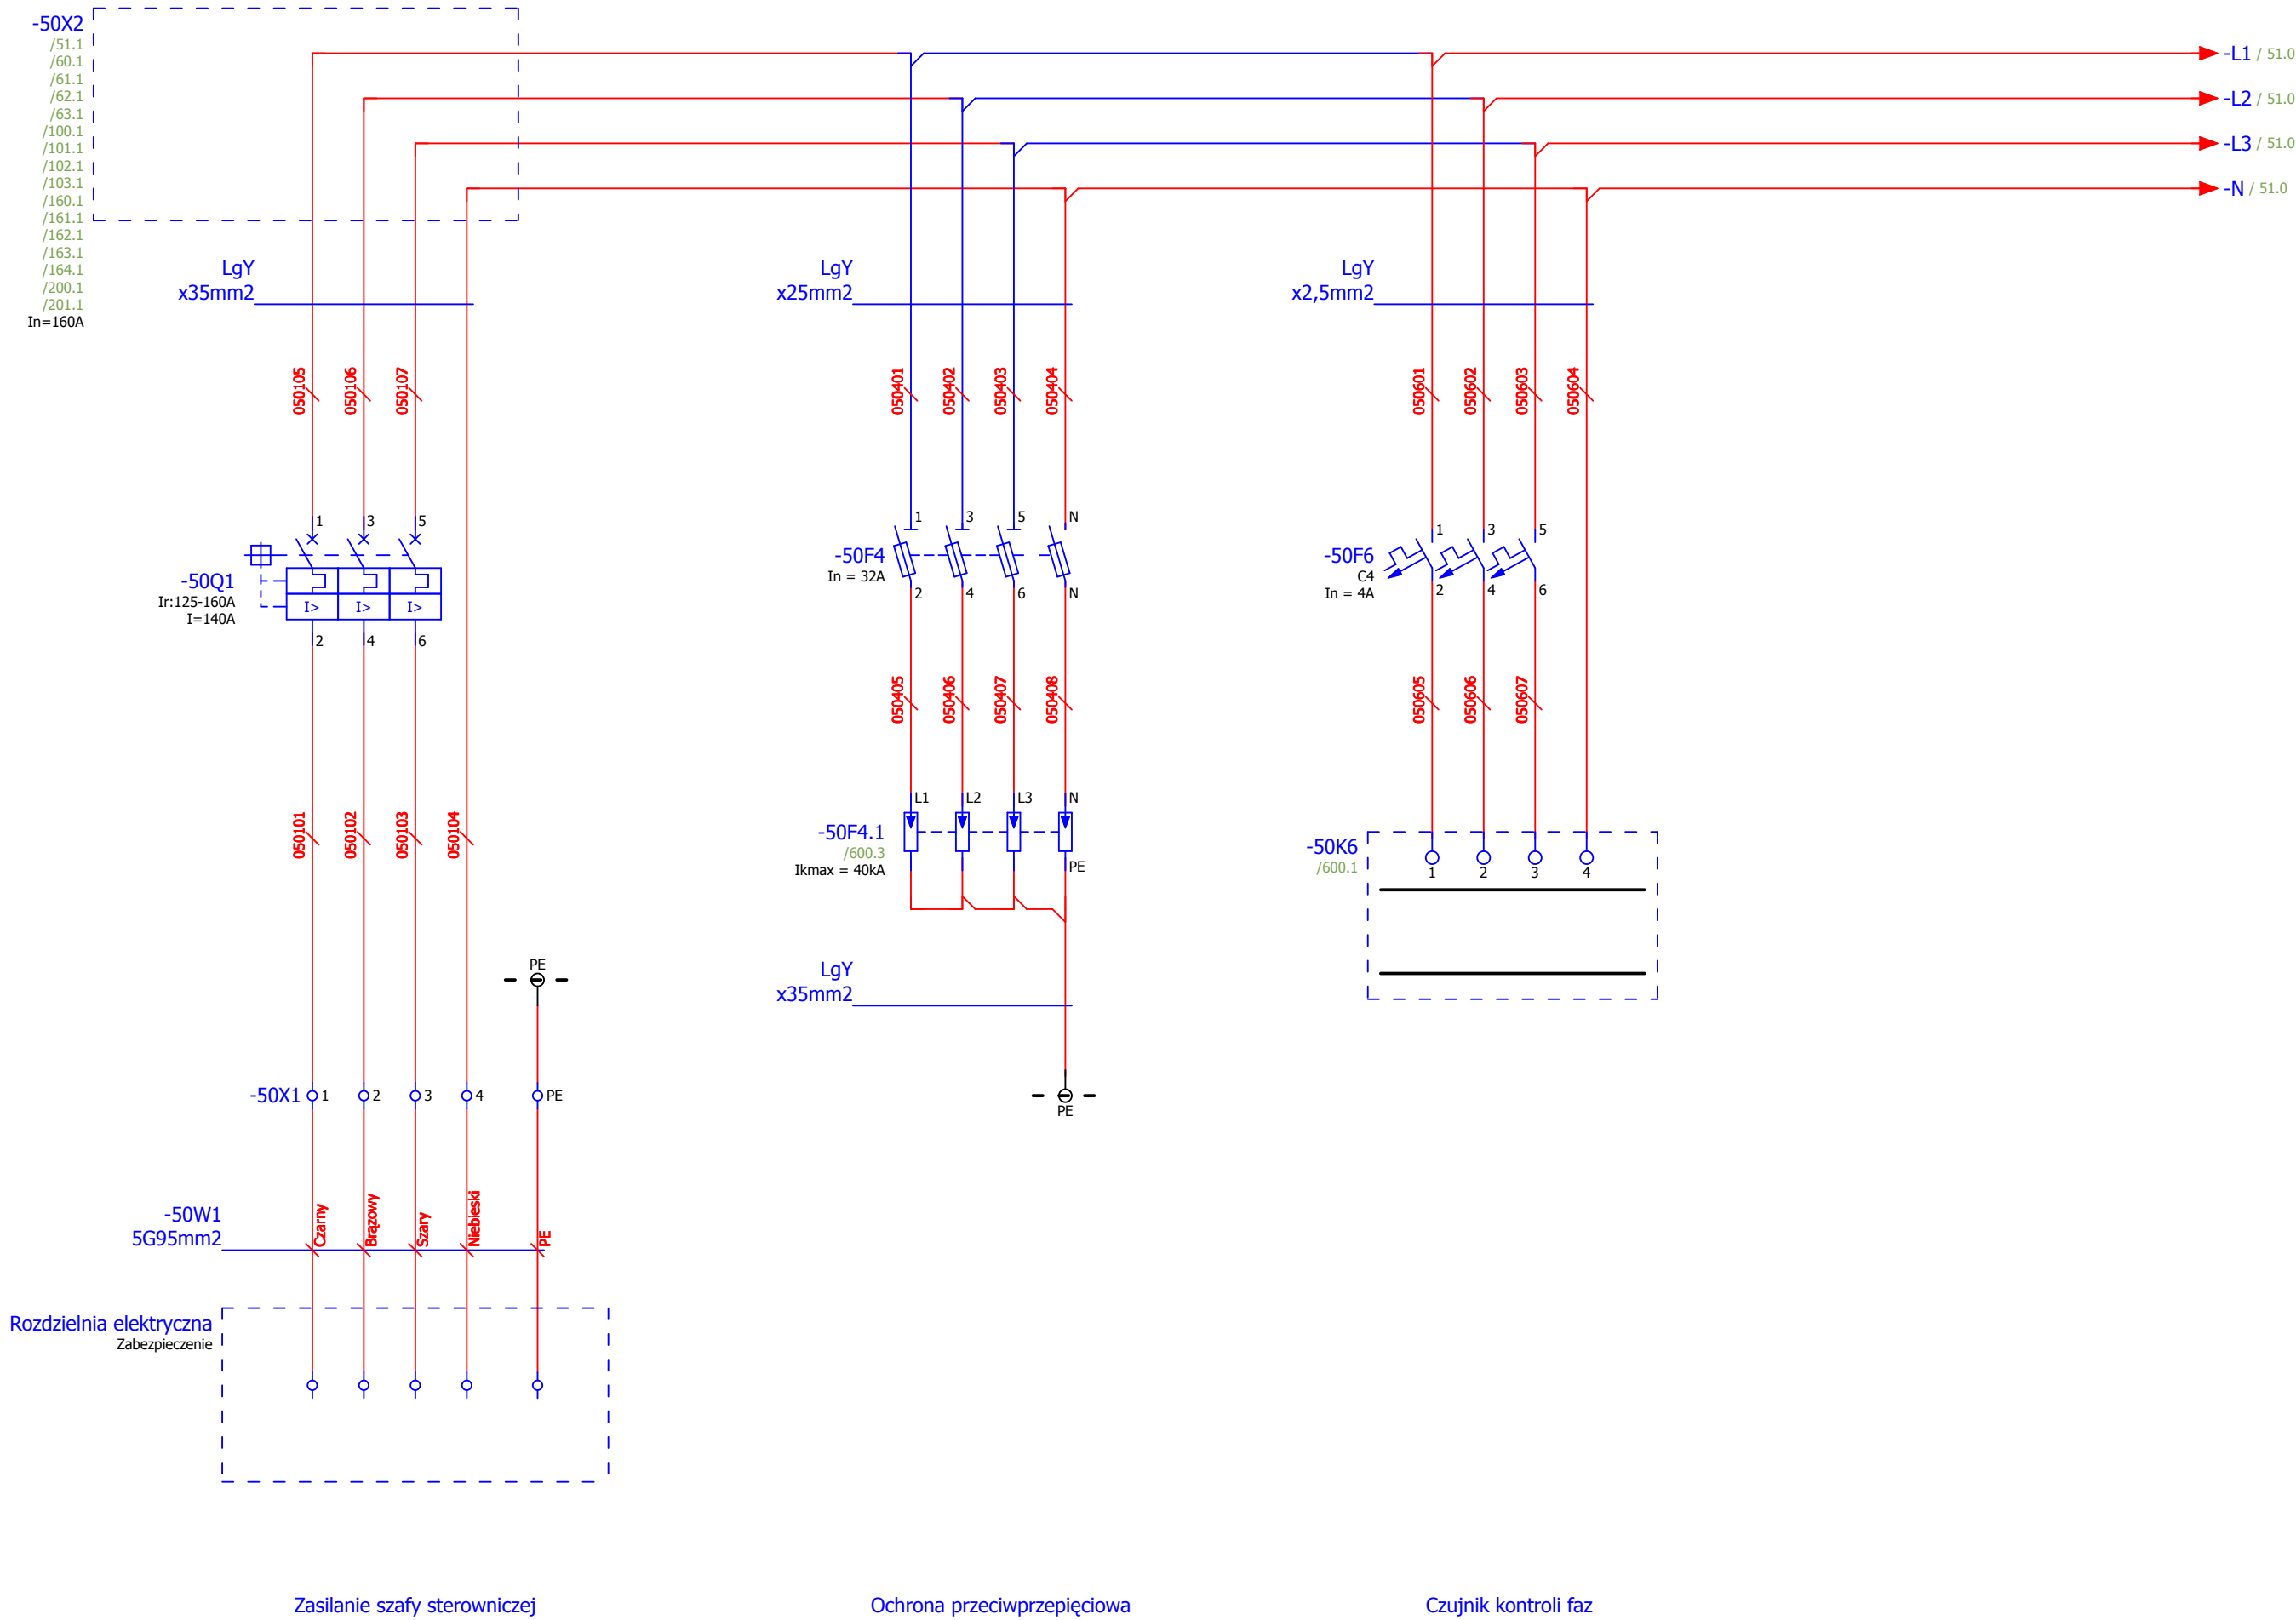 -50X2
/51.1
/60.1
/61.1
/62.1
/63.1
/100.1
/101.1
/102.1
/103.1
/160.1
/161.1
/162.1
/163.1
/164.1
/200.1
/201.1
In=160A
-L1 / 51.0
-L2 / 51.0
-L3 / 51.0
-N / 51.0
LgY
x35mm2
LgY
x25mm2
LgY
x2,5mm2
050105
050106
050107
050401
050402
050403
050404
050601
050602
050603
050604
1 3 5
-50Q1
Ir:125-160A
I=140A
I> I> I>
2 4 6
1 3 5 N
-50F4
In = 32A
2 4 6 N
1 3 5
-50F6
C4
In = 4A
2 4 6
050405
050406
050407
050408
050605
050606
050607
050101
050102
050103
050104
L1 L2 L3 N
-50F4.1
/600.3
Ikmax = 40kA
PE
-50K6
/600.1
1 2 3 4
PE
LgY
x35mm2
-50X1 1 2 3 4 PE
PE
-50W1
5G95mm2
Czarny
Brązowy
Szary
Niebieski
PE
Rozdzielnia elektryczna
Zabezpieczenie
Zasilanie szafy sterowniczej
Ochrona przeciwprzepięciowa
Czujnik kontroli faz